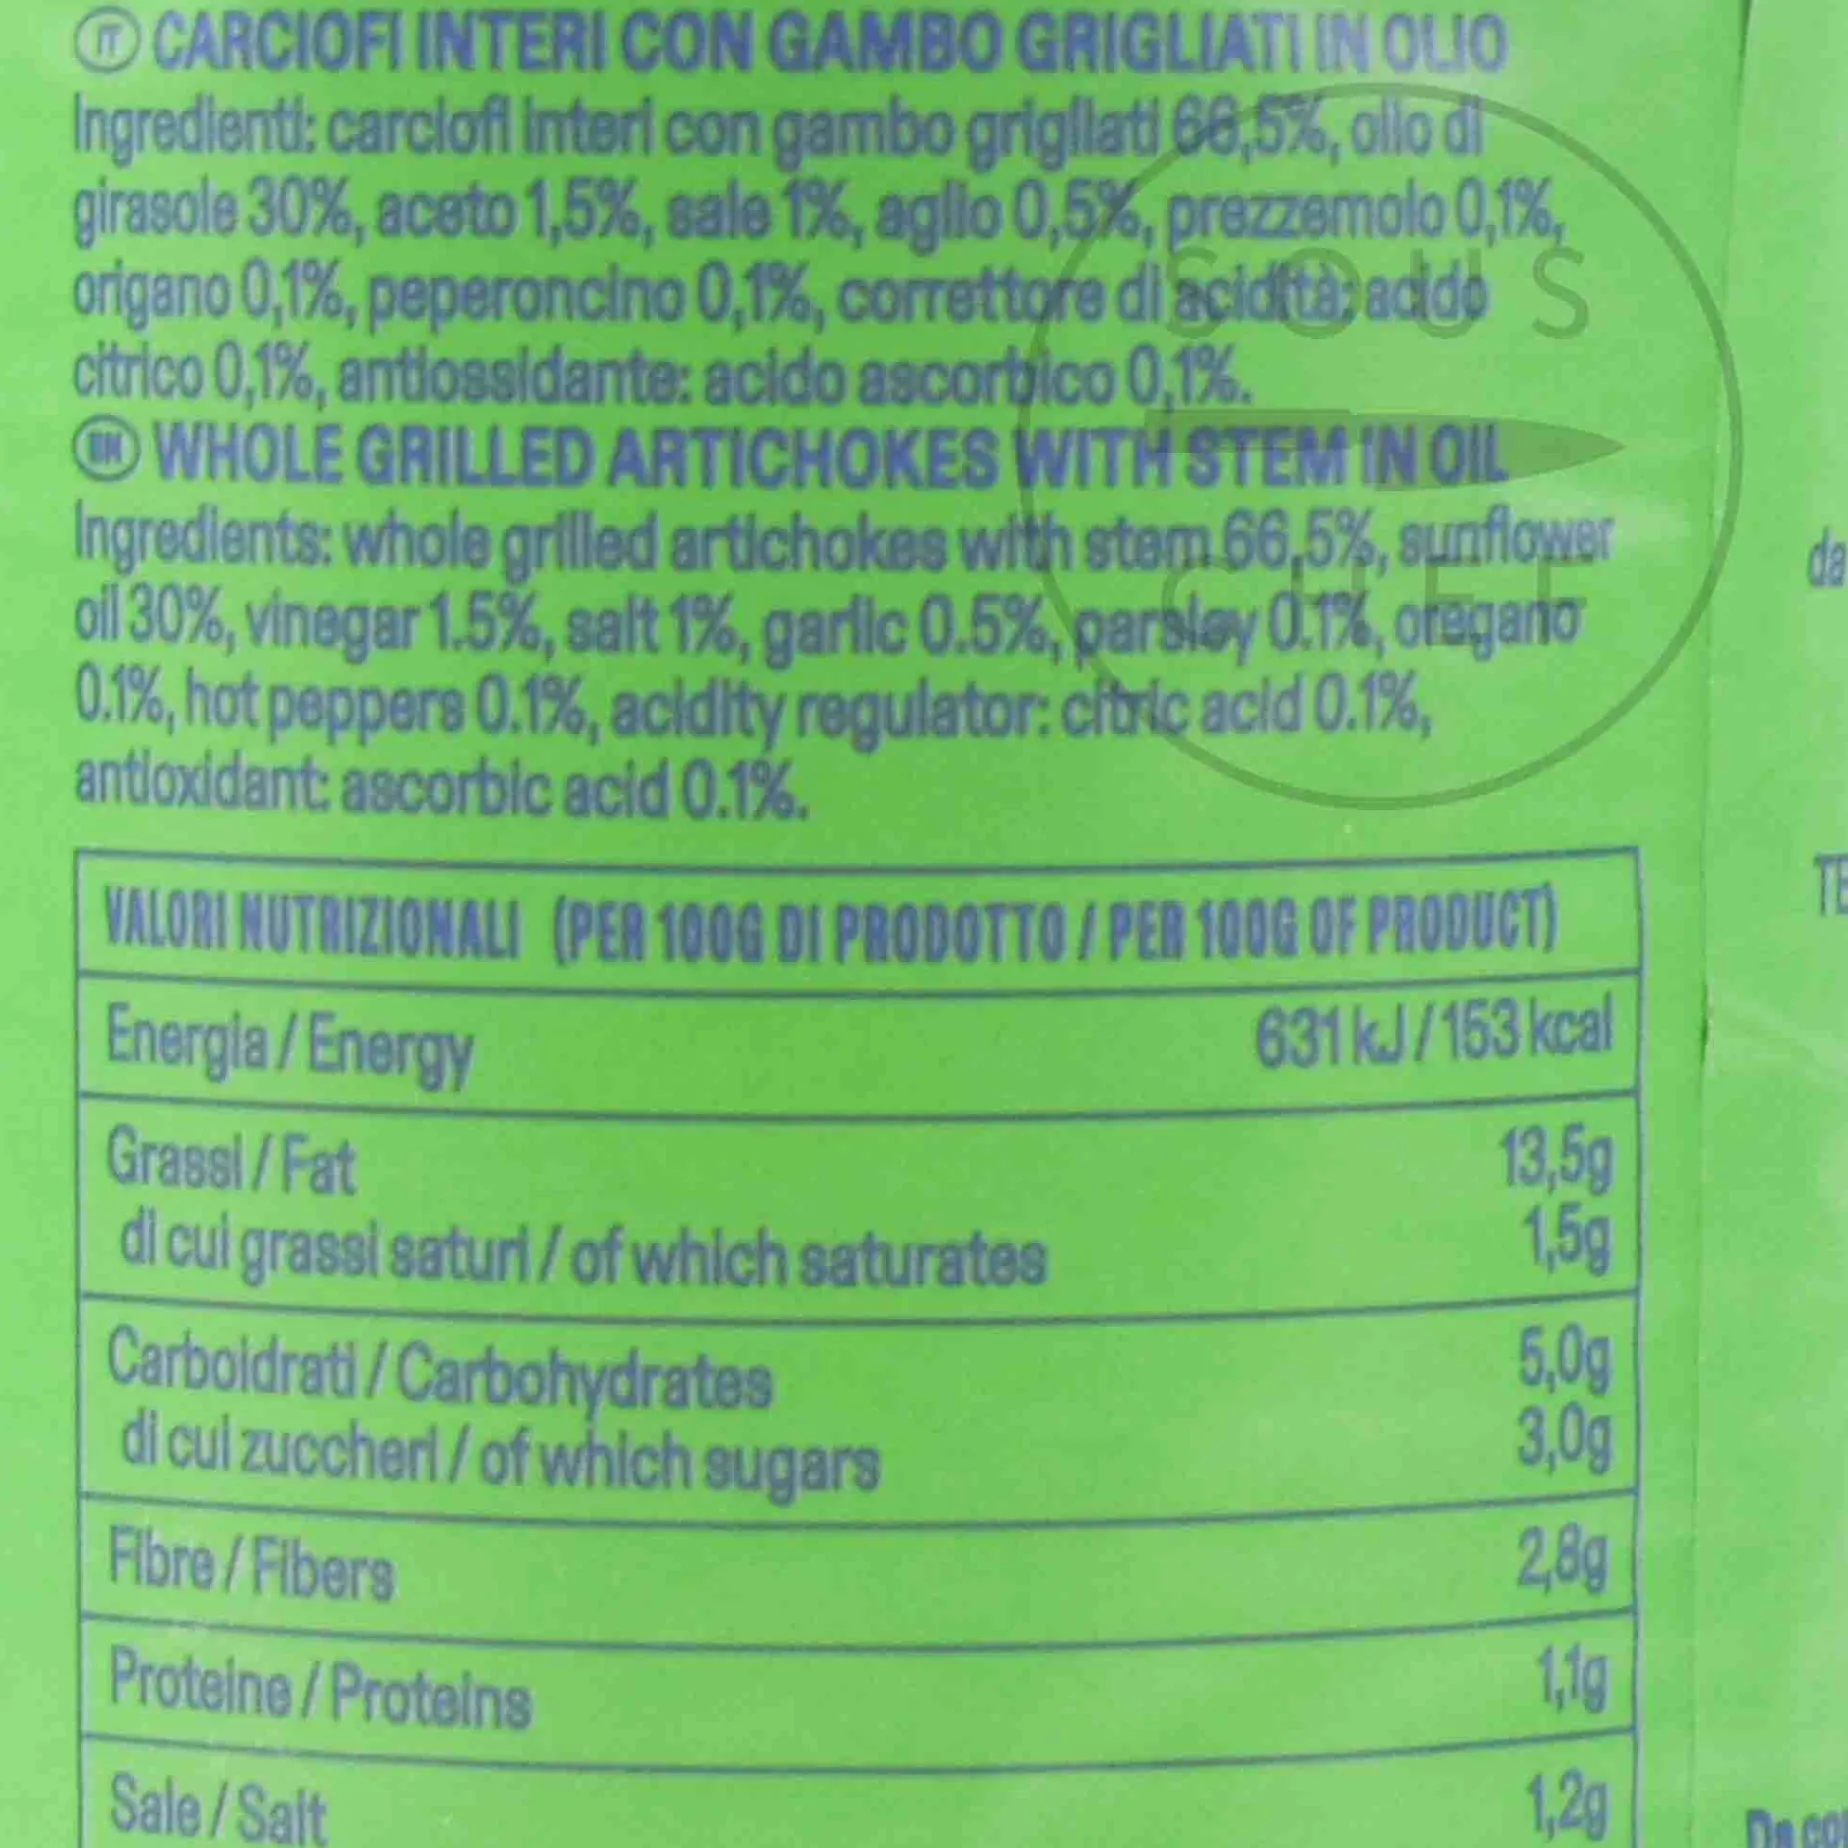 IT CARCIOFI INTERI CON GAMBO GRIGLIATI IN OLIO
Ingredienti: carciofi interi con gambo grigliati 66,5%, olio di
girasole 30%, aceto 1,5%, sale 1%, aglio 0,5%, prezzemolo 0,1%,
origano 0,1%, peperoncino 0,1%, correttore di acidità: acido
citrico 0,1%, antiossidante: acido ascorbico 0,1%.
UK WHOLE GRILLED ARTICHOKES WITH STEM IN OIL
Ingredients: whole grilled artichokes with stem 66,5%, sunflower
oil 30%, vinegar 1.5%, salt 1%, garlic 0.5%, parsley 0.1%, oregano
0.1%, hot peppers 0.1%, acidity regulator: citric acid 0.1%,
antioxidant: ascorbic acid 0.1%.
SOUS
CHEF
VALORI NUTRIZIONALI (PER 100G DI PRODOTTO / PER 100G OF PRODUCT)
Energia / Energy 631 kJ / 153 kcal
Grassi / Fat 13,5g
di cui grassi saturi / of which saturates 1,5g
Carboidrati / Carbohydrates 5,0g
di cui zuccheri / of which sugars 3,0g
Fibre / Fibers 2,8g
Proteine / Proteins 1,1g
Sale / Salt 1,2g